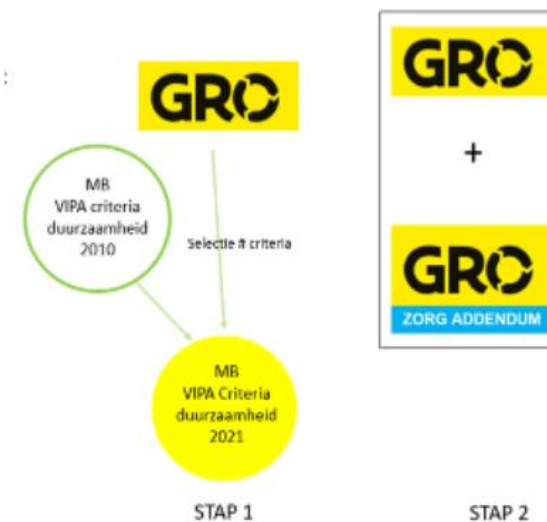 :
GRO
MB
VIPA criteria
duurzaamheid
2010
Selectie # criteria
MB
VIPA Criteria
duurzaamheid
2021
STAP 1
GRO
+
GRO
ZORG ADDENDUM
STAP 2